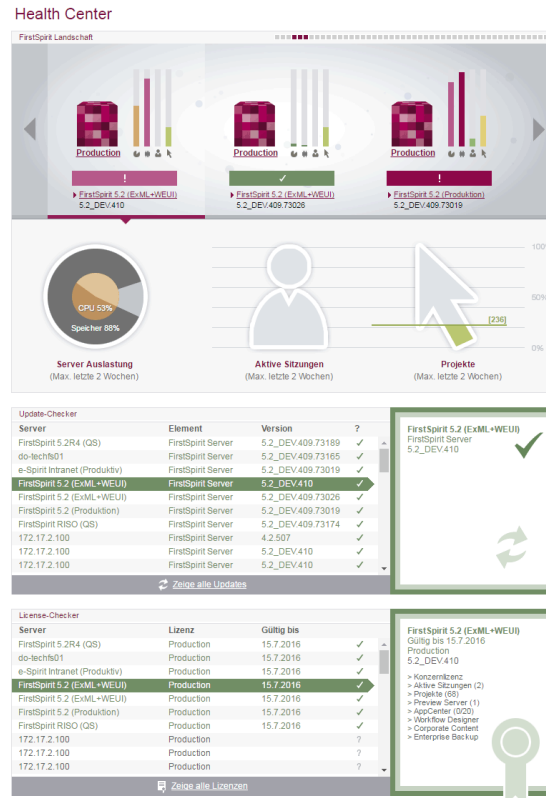 Health Center
FirstSpirit Landschaft
Production
Production
Production
!
✓
!
FirstSpirit 5.2 (ExML+WEUI)
5.2_DEV.410
FirstSpirit 5.2 (ExML+WEUI)
5.2_DEV.409.73026
FirstSpirit 5.2 (Produktion)
5.2_DEV.409.73019
CPU 53%
Speicher 88%
100%
50%
[236]
0%
Server Auslastung
(Max. letzte 2 Wochen)
Aktive Sitzungen
(Max. letzte 2 Wochen)
Projekte
(Max. letzte 2 Wochen)
Update-Checker
Server Element Version ?
FirstSpirit 5.2R4 (QS) FirstSpirit Server 5.2_DEV.409.73189 ✓
do-techfs01 FirstSpirit Server 5.2_DEV.409.73165 ✓
e-Spirit Intranet (Produktiv) FirstSpirit Server 5.2_DEV.409.73019 ✓
FirstSpirit 5.2 (ExML+WEUI) FirstSpirit Server 5.2_DEV.410 ✓
FirstSpirit 5.2 (ExML+WEUI) FirstSpirit Server 5.2_DEV.409.73026 ✓
FirstSpirit 5.2 (Produktion) FirstSpirit Server 5.2_DEV.409.73019 ✓
FirstSpirit RISO (QS) FirstSpirit Server 5.2_DEV.409.73174 ✓
172.17.2.100 FirstSpirit Server 4.2.507 ✓
172.17.2.100 FirstSpirit Server 5.2_DEV.410 ✓
172.17.2.100 FirstSpirit Server 5.2_DEV.410 ✓
Zeige alle Updates
FirstSpirit 5.2 (ExML+WEUI)
FirstSpirit Server
5.2_DEV.410
License-Checker
Server Lizenz Gültig bis
FirstSpirit 5.2R4 (QS) Production 15.7.2016 ✓
do-techfs01 Production 15.7.2016 ✓
e-Spirit Intranet (Produktiv) Production 15.7.2016 ✓
FirstSpirit 5.2 (ExML+WEUI) Production 15.7.2016 ✓
FirstSpirit 5.2 (ExML+WEUI) Production 15.7.2016 ✓
FirstSpirit 5.2 (Produktion) Production 15.7.2016 ✓
FirstSpirit RISO (QS) Production 15.7.2016 ✓
172.17.2.100 Production ?
172.17.2.100 Production ?
172.17.2.100 Production ?
Zeige alle Lizenzen
FirstSpirit 5.2 (ExML+WEUI)
Gültig bis 15.7.2016
Production
5.2_DEV.410
> Konzernlizenz
> Aktive Sitzungen (2)
> Projekte (68)
> Preview Server (1)
> AppCenter (0/20)
> Workflow Designer
> Corporate Content
> Enterprise Backup